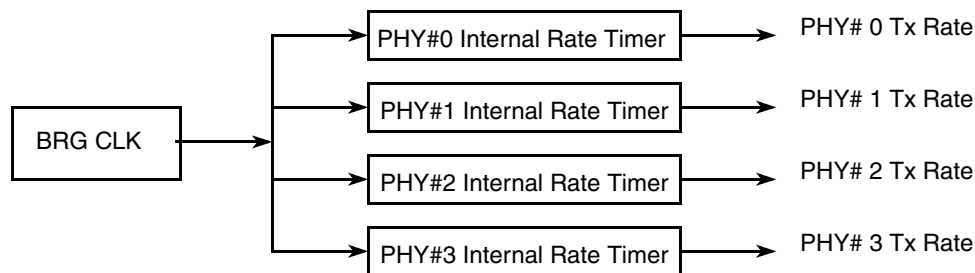 PHY#0 Internal Rate Timer
PHY# 0 Tx Rate
PHY#1 Internal Rate Timer
PHY# 1 Tx Rate
BRG CLK
PHY#2 Internal Rate Timer
PHY# 2 Tx Rate
PHY#3 Internal Rate Timer
PHY# 3 Tx Rate